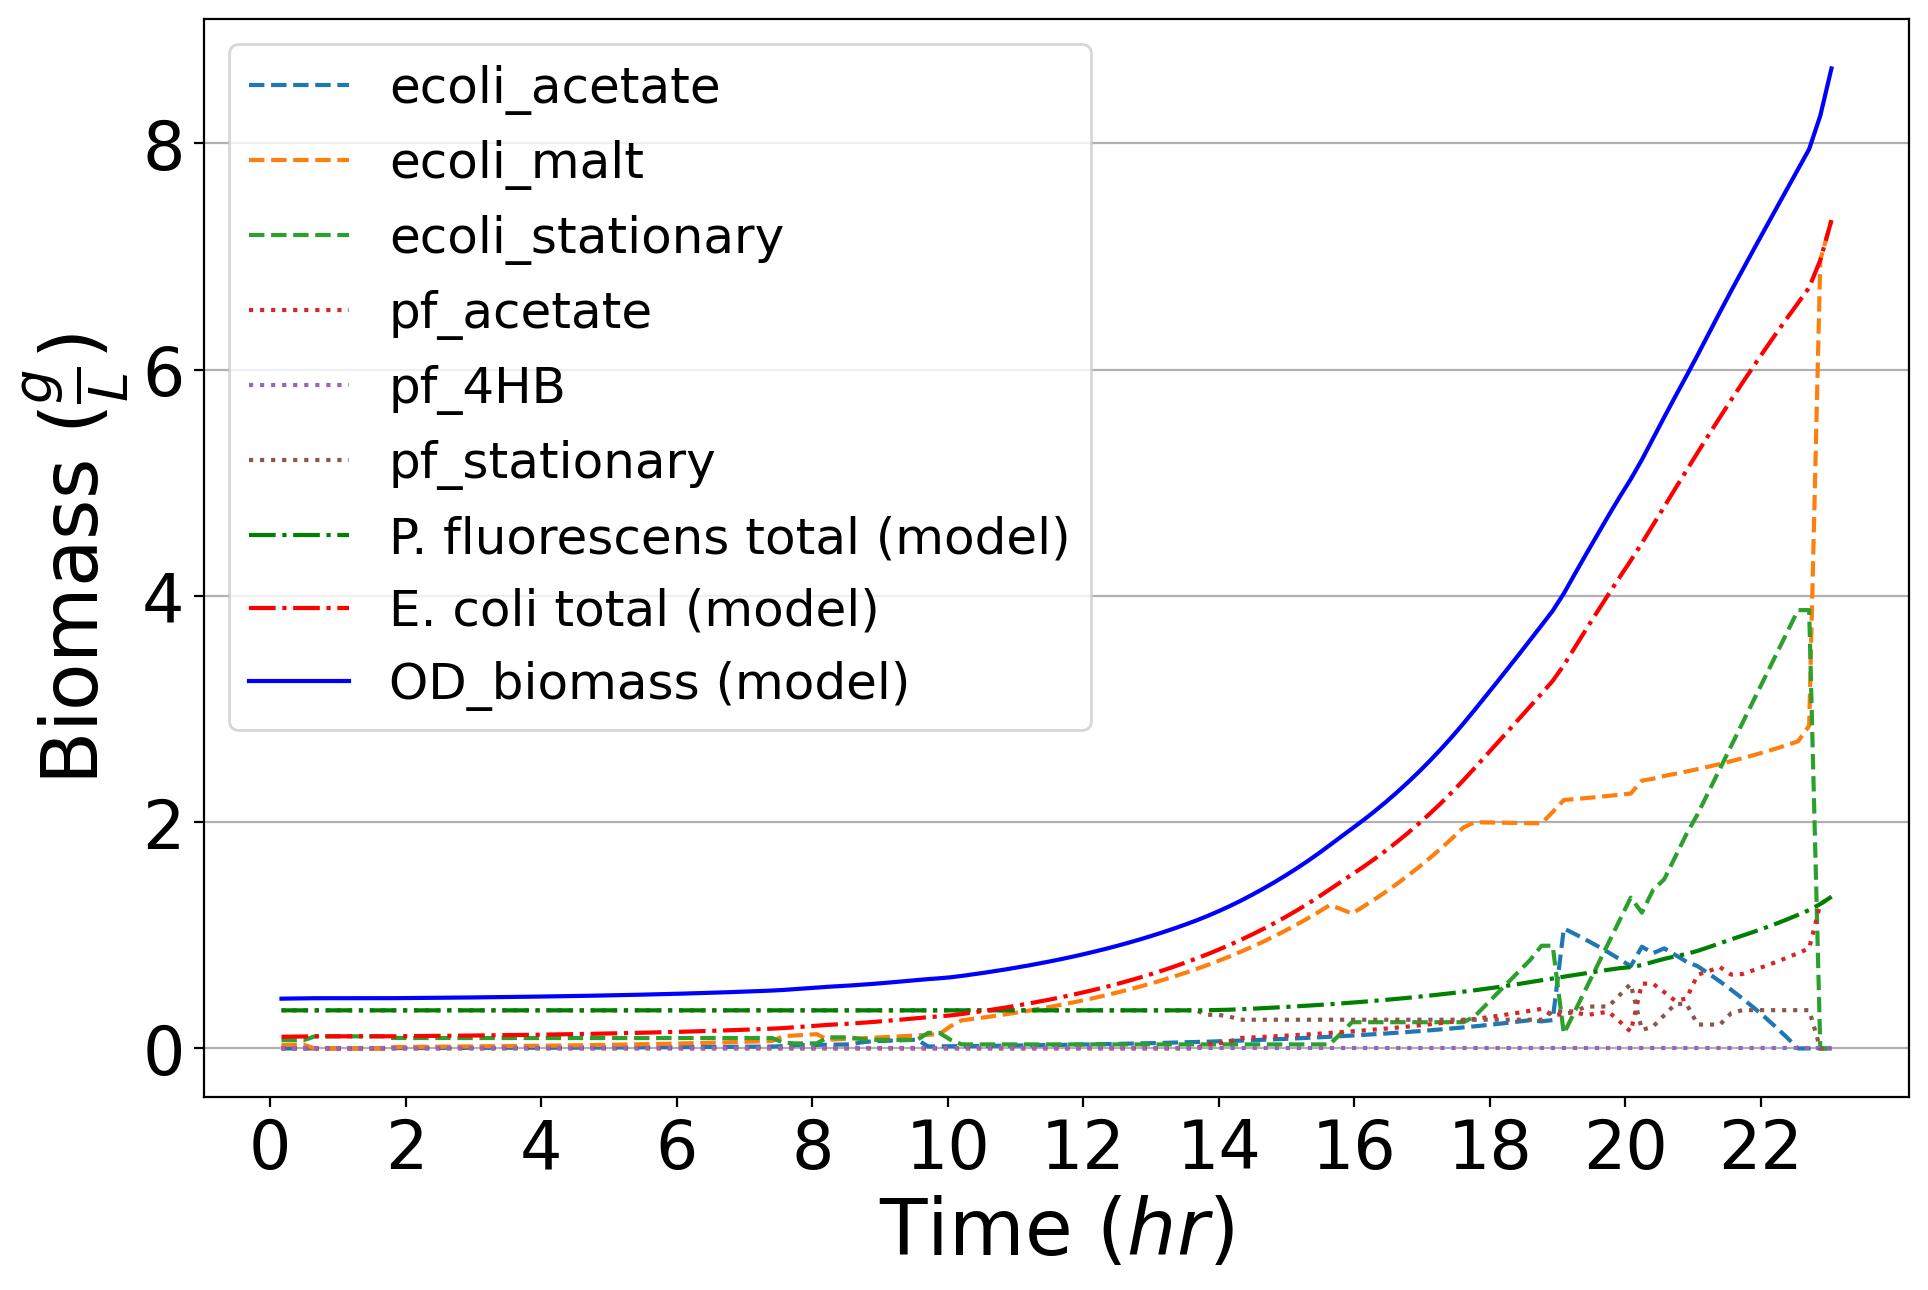 ecoli_acetate
ecoli_malt
ecoli_stationary
pf_acetate
pf_4HB
pf_stationary
P. fluorescens total (model)
E. coli total (model)
OD_biomass (model)
8
6
4
2
0
Biomass (g/L)
0 2 4 6 8 10 12 14 16 18 20 22
Time (hr)